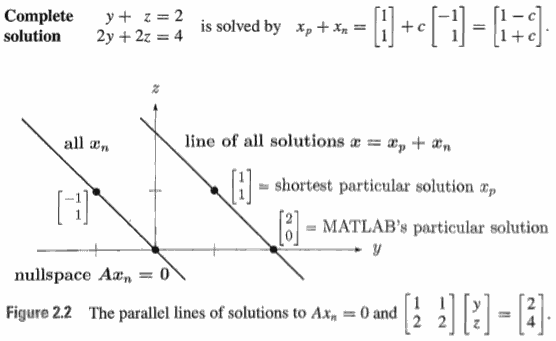 Complete solution y + z = 2 2y + 2z = 4 is solved by x_p + x_n = [1 1] + c [−1 1] = [1 − c 1 + c].
z
all x_n
line of all solutions x = x_p + x_n
[1 1] = shortest particular solution x_p
[−1 1]
[2 0] = MATLAB's particular solution
y
nullspace Ax_n = 0
Figure 2.2 The parallel lines of solutions to Ax_n = 0 and [1 1 2 2] [y z] = [2 4].